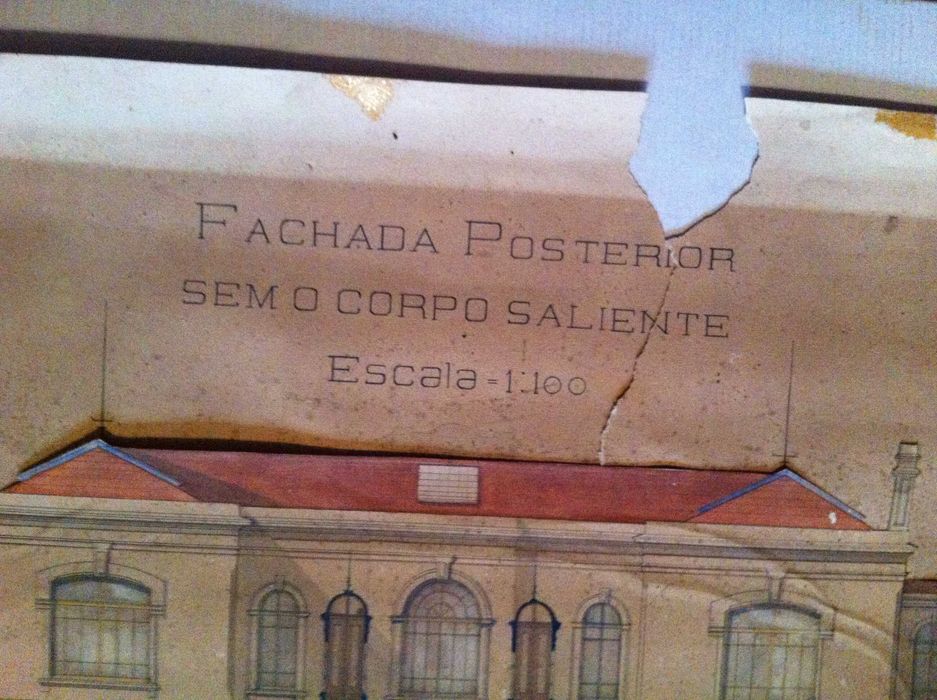 FACHADA POSTERIOR
SEM O CORPO SALIENTE
Escala = 1:100